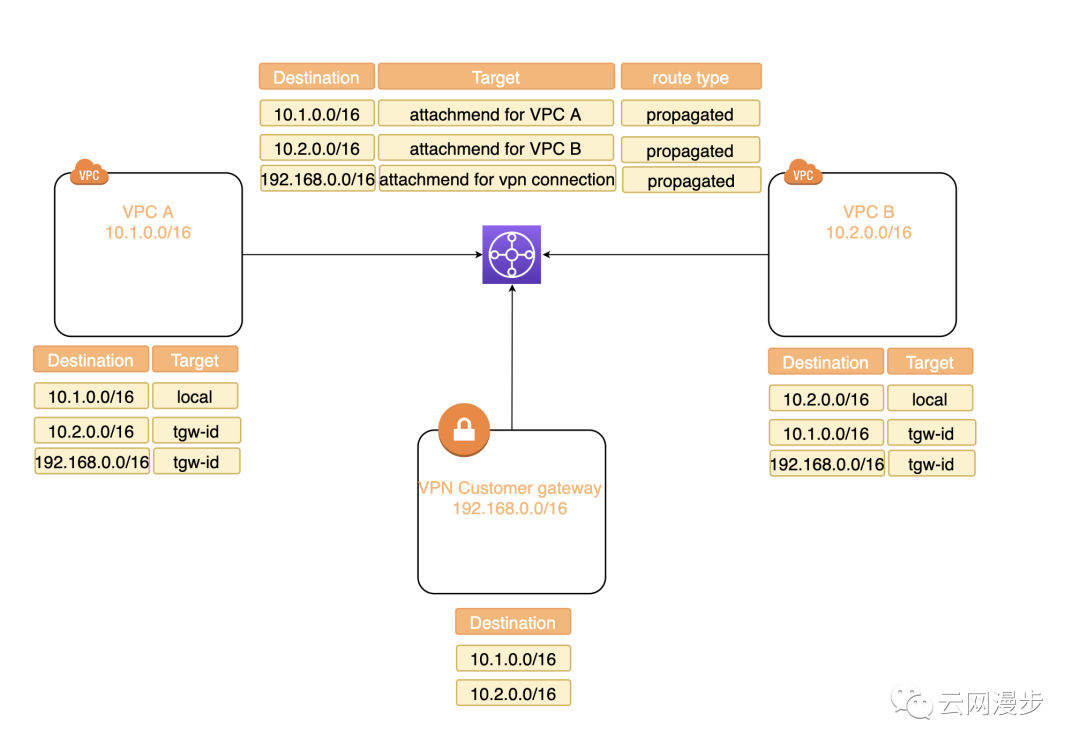 Destination Target route type
10.1.0.0/16 attachmend for VPC A propagated
10.2.0.0/16 attachmend for VPC B propagated
192.168.0.0/16 attachmend for vpn connection propagated
VPC
VPC A
10.1.0.0/16
VPC
VPC B
10.2.0.0/16
Destination Target
10.1.0.0/16 local
10.2.0.0/16 tgw-id
192.168.0.0/16 tgw-id
Destination Target
10.2.0.0/16 local
10.1.0.0/16 tgw-id
192.168.0.0/16 tgw-id
VPN Customer gateway
192.168.0.0/16
Destination
10.1.0.0/16
10.2.0.0/16
云网漫步